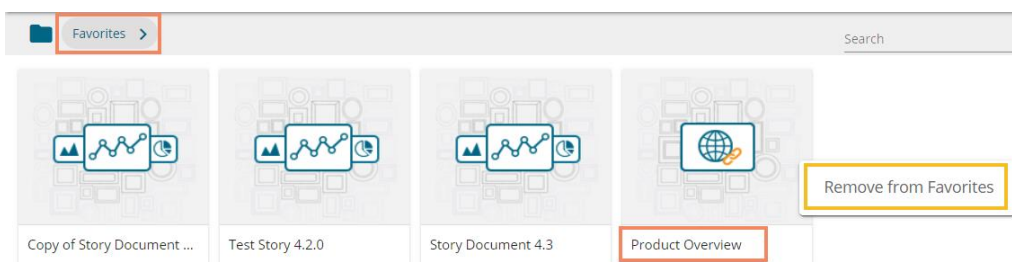 Favorites
Search
Remove from Favorites
Copy of Story Document ...
Test Story 4.2.0
Story Document 4.3
Product Overview